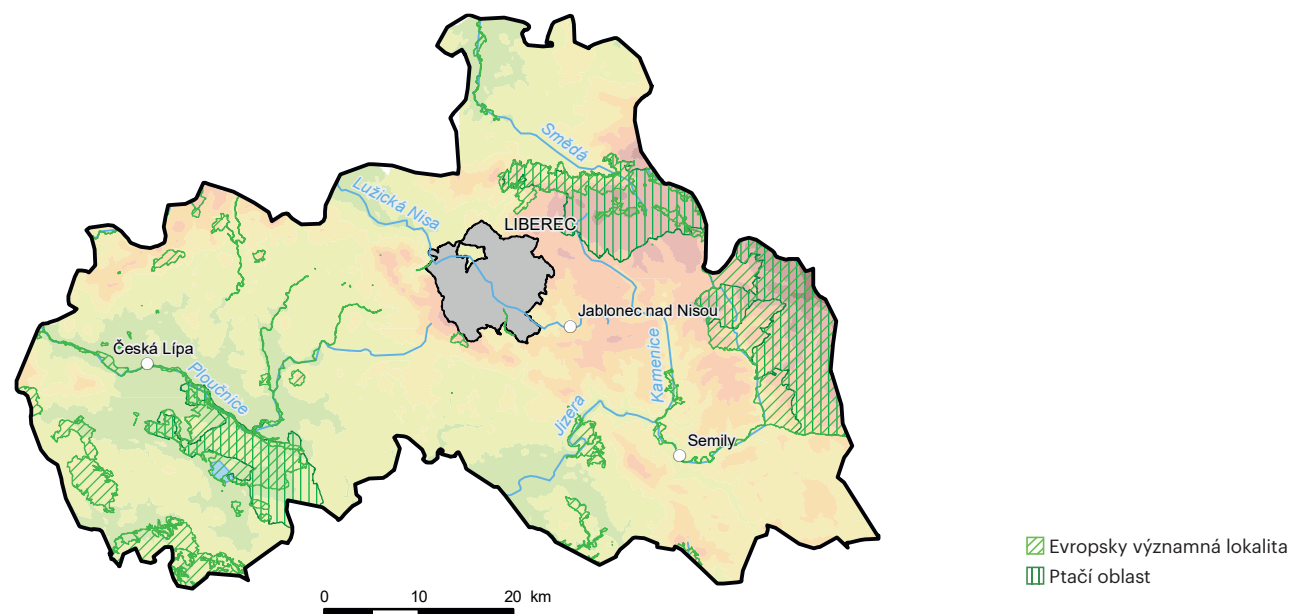 Smědá
Lužická Nisa
LIBEREC
Jablonec nad Nisou
Česká Lípa
Ploučnice
Kamenice
Jizera
Semily
Evropsky významná lokalita
Ptačí oblast
0 10 20 km